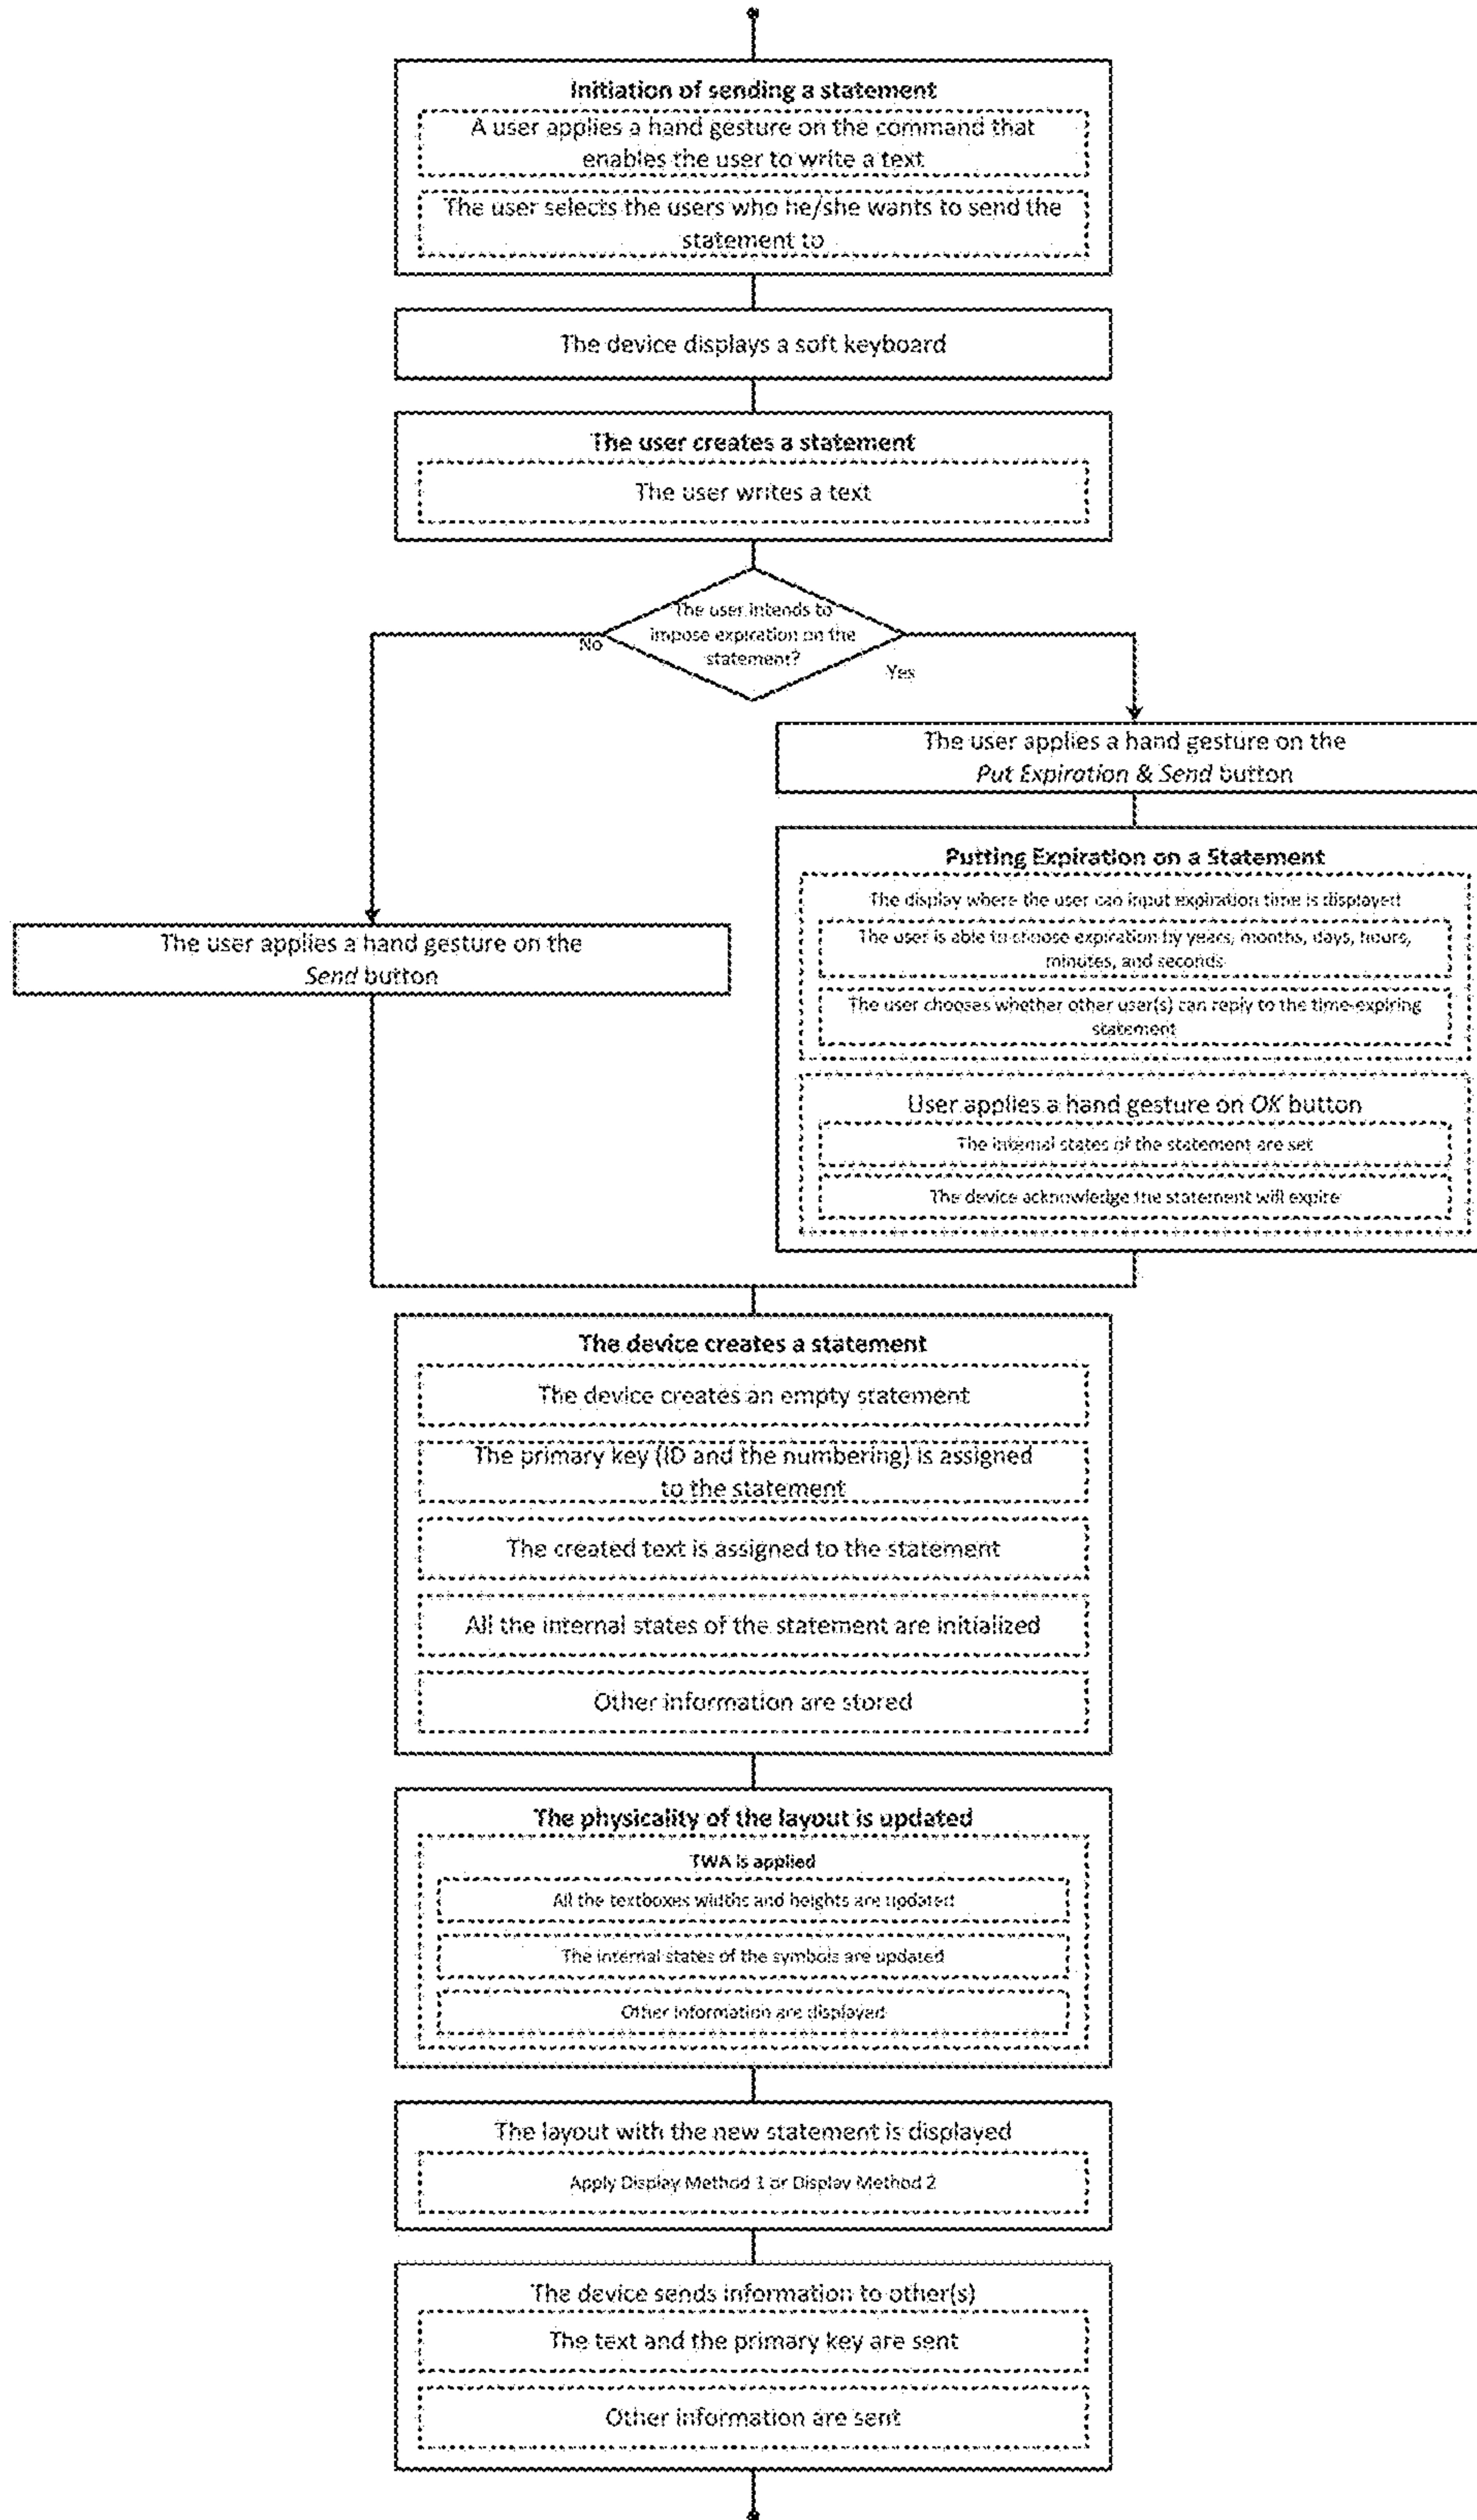 Initiation of sending a statement
A user applies a hand gesture on the command that
enables the user to write a text
The user selects the users who he/she wants to send the
statement to
The device displays a soft keyboard
The user creates a statement
The user writes a text
The user intends to
impose expiration on the
statement?
No
Yes
The user applies a hand gesture on the
Put Expiration & Send button
Putting Expiration on a Statement
The display where the user can input expiration time is displayed
The user is able to choose expiration by years, months, days, hours,
minutes, and seconds
The user chooses whether other user(s) can reply to the time-expiring
statement
User applies a hand gesture on OK button
The internal states of the statement are set
The device acknowledge the statement will expire
The user applies a hand gesture on the
Send button
The device creates a statement
The device creates an empty statement
The primary key (ID and the numbering) is assigned
to the statement
The created text is assigned to the statement
All the internal states of the statement are initialized
Other information are stored
The physicality of the layout is updated
TWA is applied
All the textboxes widths and heights are updated
The internal states of the symbols are updated
Other information are displayed
The layout with the new statement is displayed
Apply Display Method 1 or Display Method 2
The device sends information to other(s)
The text and the primary key are sent
Other information are sent